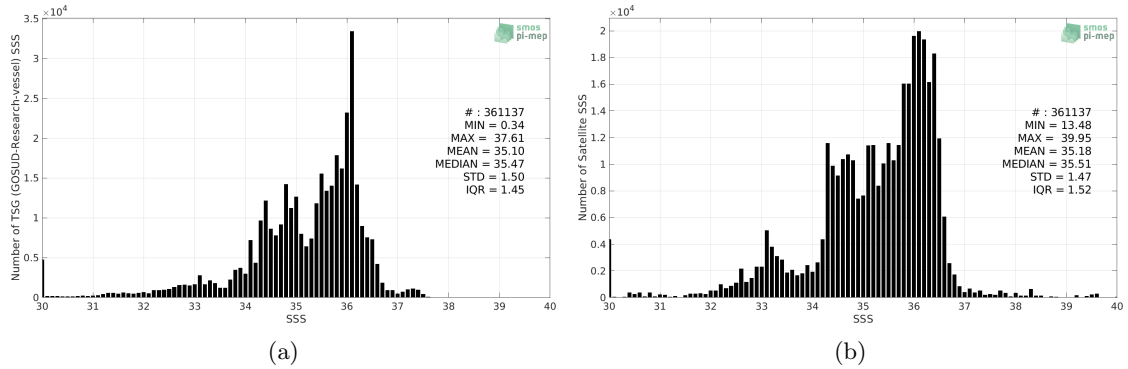 ×10⁴
3.5
3
2.5
2
1.5
1
0.5
0
Number of TSG (GOSUD-Research-vessel) SSS
smos
pi-mep
# : 361137
MIN = 0.34
MAX = 37.61
MEAN = 35.10
MEDIAN = 35.47
STD = 1.50
IQR = 1.45
30 31 32 33 34 35 36 37 38 39 40
SSS
(a)
×10⁴
2
1.8
1.6
1.4
1.2
1
0.8
0.6
0.4
0.2
0
Number of Satellite SSS
smos
pi-mep
# : 361137
MIN = 13.48
MAX = 39.95
MEAN = 35.18
MEDIAN = 35.51
STD = 1.47
IQR = 1.52
30 31 32 33 34 35 36 37 38 39 40
SSS
(b)